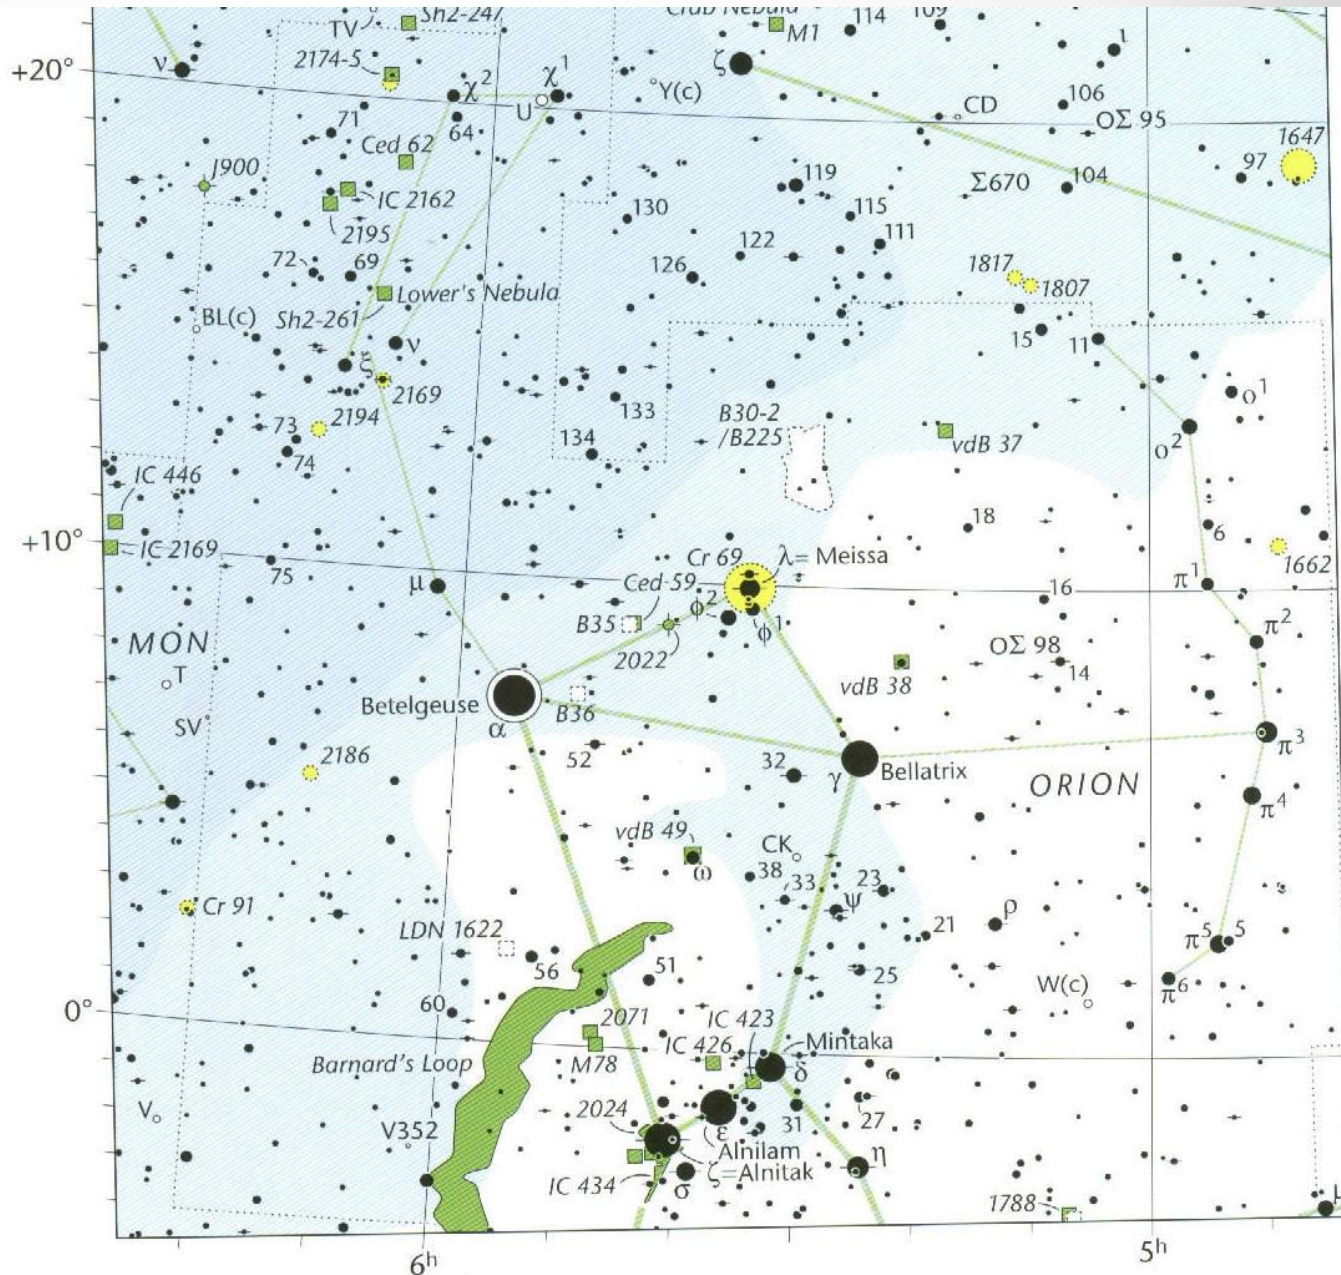 TV
Sh2-247
Crab Nebula
M1
114
109
ι
+20°
ν
2174-5
χ²
χ¹
U
ζ
Y(c)
CD
106
OΣ 95
1647
71
64
Ced 62
J900
IC 2162
2195
119
Σ670
104
97
130
115
122
111
72
69
126
1817
1807
Lower's Nebula
Sh2-261
BL(c)
ν
ξ
15
11
2169
2194
133
B30-2
/B225
ο¹
73
74
134
vdB 37
ο²
IC 446
18
6
+10°
IC 2169
Cr 69
λ= Meissa
1662
75
μ
Ced 59
ϕ²
ϕ¹
16
π¹
B35
2022
π²
MON
T
OΣ 98
14
vdB 38
Betelgeuse
α
B36
SV
π³
2186
52
32
γ
Bellatrix
ORION
π⁴
vdB 49
ω
CK
38
33
23
ψ
Cr 91
21
ρ
LDN 1622
π⁵
5
56
51
25
W(c)
π⁶
0°
60
2071
IC 423
IC 426
Mintaka
δ
Barnard's Loop
M78
V
V352
2024
31
27
ε
Alnilam
ζ=Alnitak
η
IC 434
σ
1788
μ
6ʰ
5ʰ